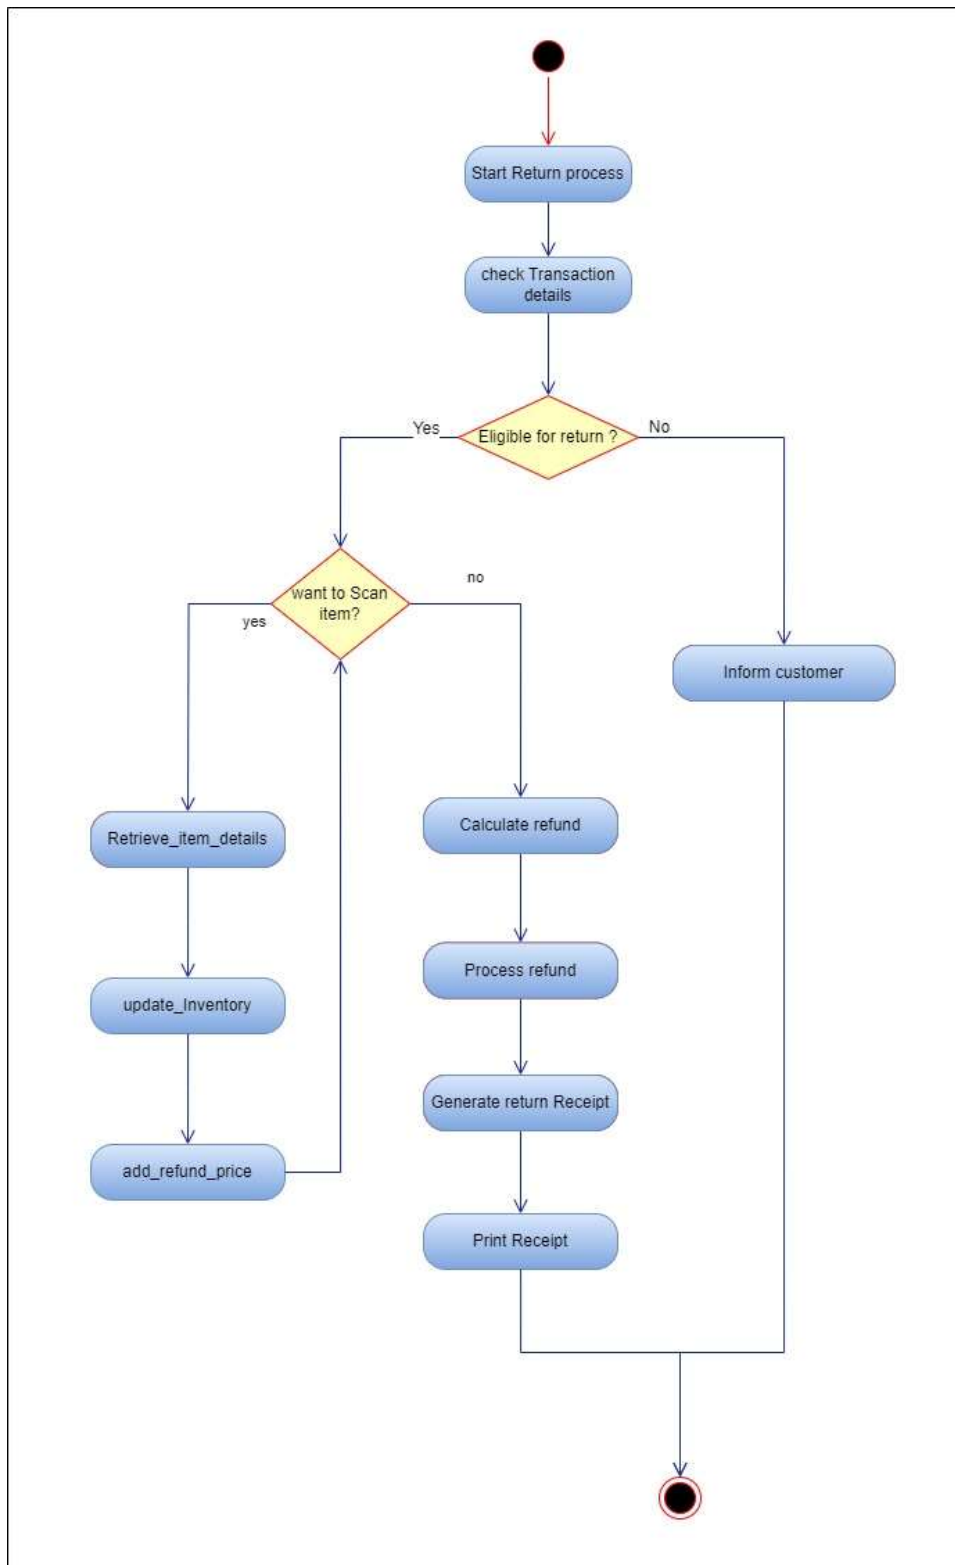 Start Return process
check Transaction
details
Eligible for return ?
Yes
No
want to Scan
item?
yes
no
Inform customer
Retrieve_item_details
update_Inventory
add_refund_price
Calculate refund
Process refund
Generate return Receipt
Print Receipt